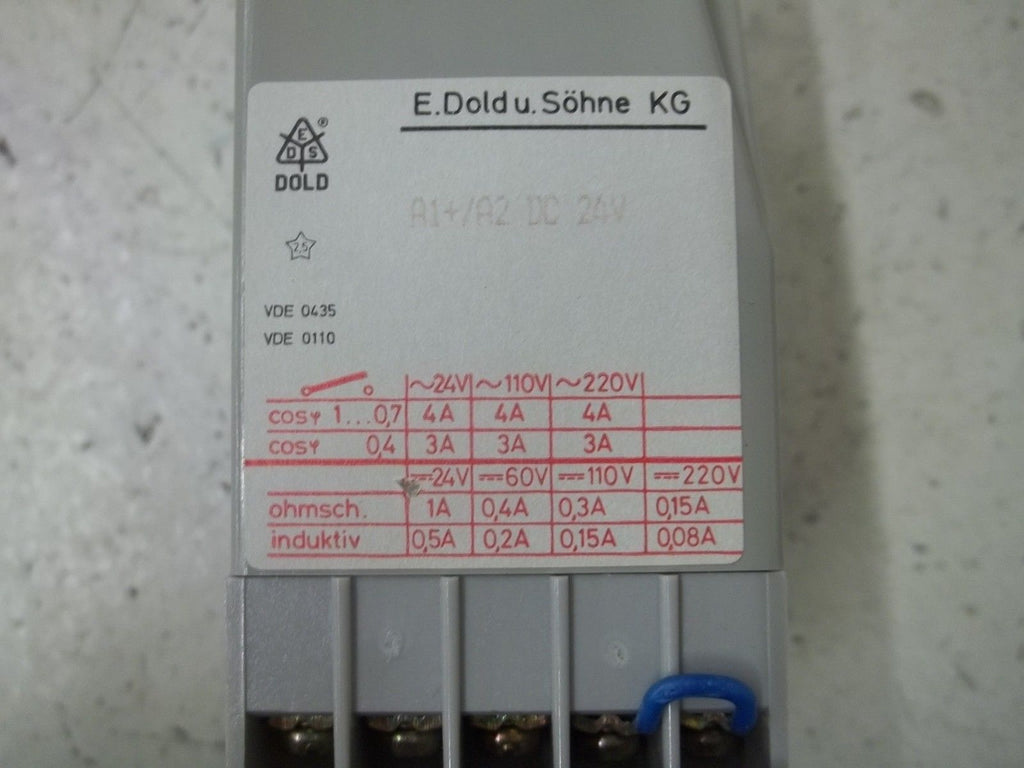 E.Dold u. Söhne KG
E
D S ®
DOLD
A1+/A2 DC 24V
2,5
VDE 0435
VDE 0110
~24V ~110V ~220V
cosφ 1...0,7 4A 4A 4A
cosφ 0,4 3A 3A 3A
⎓24V ⎓60V ⎓110V ⎓220V
ohmsch. 1A 0,4A 0,3A 0,15A
induktiv 0,5A 0,2A 0,15A 0,08A